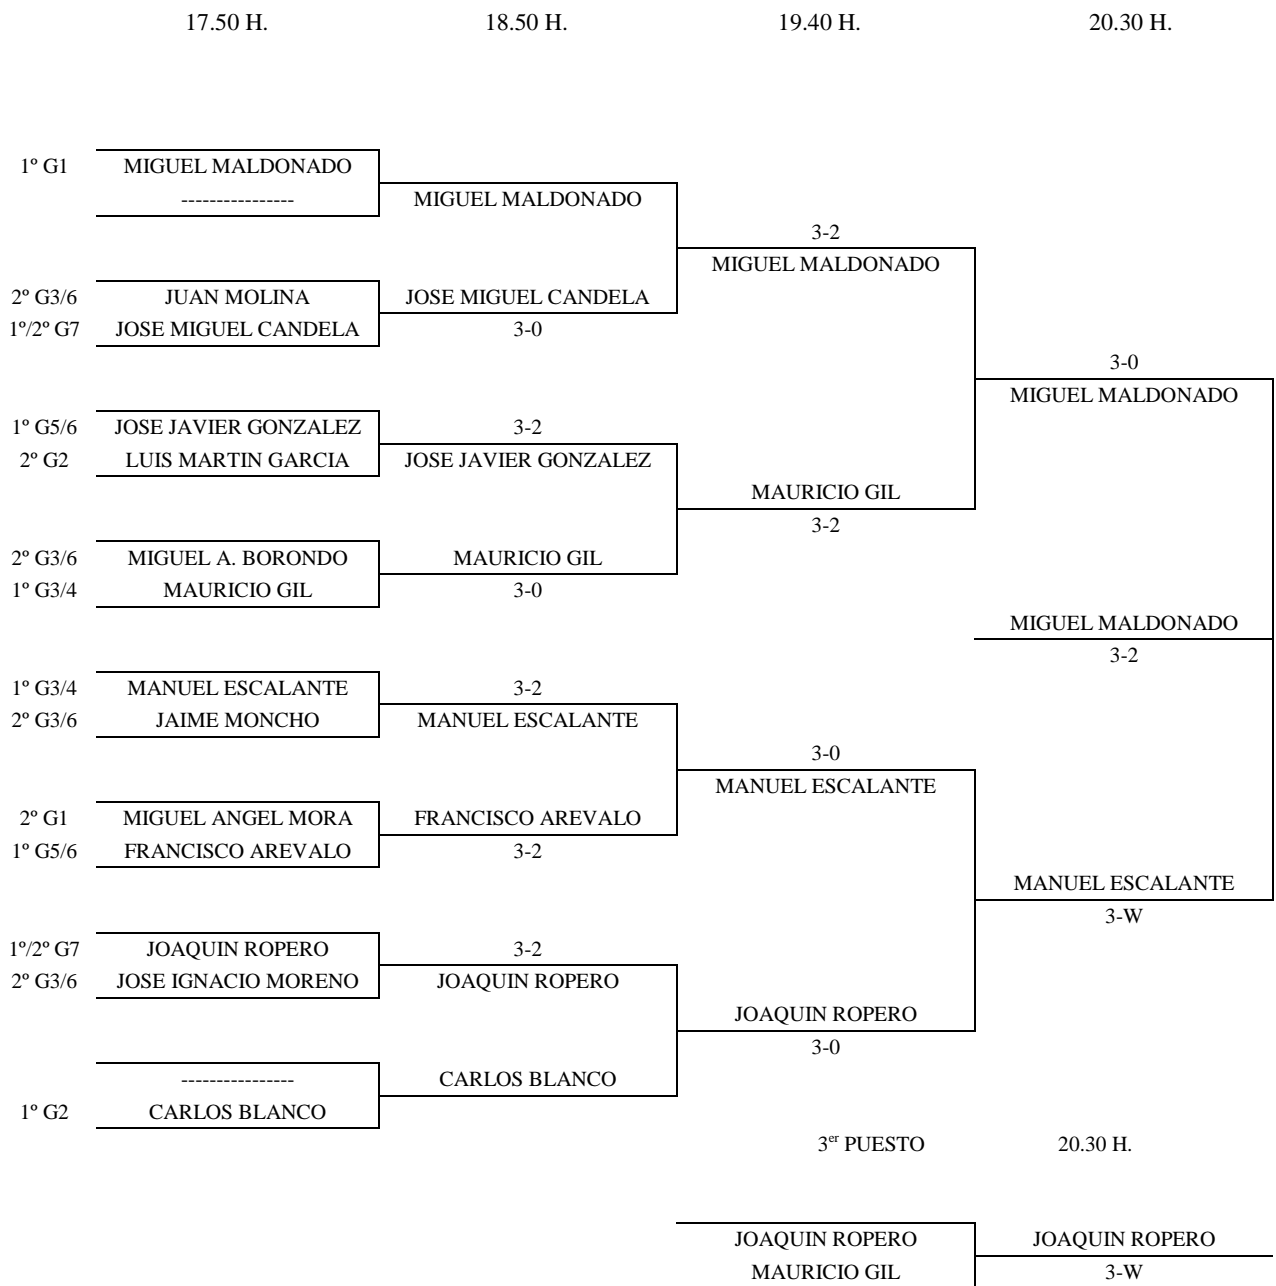 17.50 H. 18.50 H. 19.40 H. 20.30 H.
1º G1 MIGUEL MALDONADO
---------------- MIGUEL MALDONADO
3-2
MIGUEL MALDONADO
2º G3/6 JUAN MOLINA JOSE MIGUEL CANDELA
1º/2º G7 JOSE MIGUEL CANDELA 3-0
3-0
MIGUEL MALDONADO
1º G5/6 JOSE JAVIER GONZALEZ 3-2
2º G2 LUIS MARTIN GARCIA JOSE JAVIER GONZALEZ
MAURICIO GIL
3-2
2º G3/6 MIGUEL A. BORONDO MAURICIO GIL
1º G3/4 MAURICIO GIL 3-0
MIGUEL MALDONADO
3-2
1º G3/4 MANUEL ESCALANTE 3-2
2º G3/6 JAIME MONCHO MANUEL ESCALANTE
3-0
MANUEL ESCALANTE
2º G1 MIGUEL ANGEL MORA FRANCISCO AREVALO
1º G5/6 FRANCISCO AREVALO 3-2
MANUEL ESCALANTE
3-W
1º/2º G7 JOAQUIN ROPERO 3-2
2º G3/6 JOSE IGNACIO MORENO JOAQUIN ROPERO
JOAQUIN ROPERO
3-0
---------------- CARLOS BLANCO
1º G2 CARLOS BLANCO
3er PUESTO 20.30 H.
JOAQUIN ROPERO JOAQUIN ROPERO
MAURICIO GIL 3-W